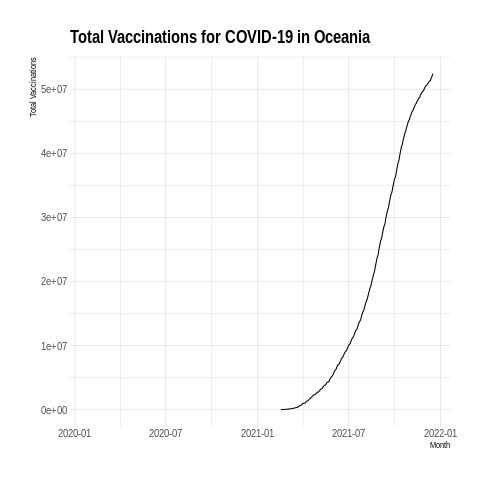 Total Vaccinations for COVID-19 in Oceania
Total Vaccinations
5e+07
4e+07
3e+07
2e+07
1e+07
0e+00
2020-01 2020-07 2021-01 2021-07 2022-01
Month